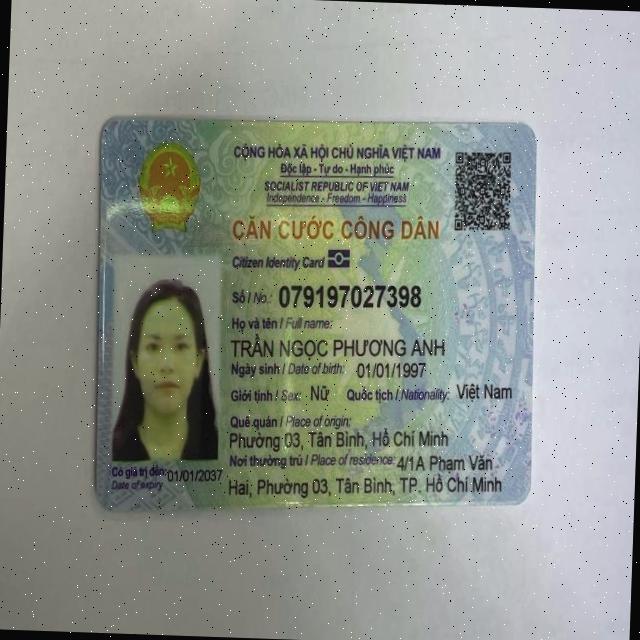 CỘNG HÒA XÃ HỘI CHỦ NGHĨA VIỆT NAM
Độc lập - Tự do - Hạnh phúc
SOCIALIST REPUBLIC OF VIET NAM
Independence - Freedom - Happiness
CĂN CƯỚC CÔNG DÂN
Citizen Identity Card
Số / No.: 079197027398
Họ và tên / Full name:
TRẦN NGỌC PHƯƠNG ANH
Ngày sinh / Date of birth: 01/01/1997
Giới tính / Sex: Nữ Quốc tịch / Nationality: Việt Nam
Quê quán / Place of origin:
Phường 03, Tân Bình, Hồ Chí Minh
Nơi thường trú / Place of residence: 4/1A Phạm Văn
Hai, Phường 03, Tân Bình, TP. Hồ Chí Minh
Có giá trị đến: 01/01/2037
Date of expiry